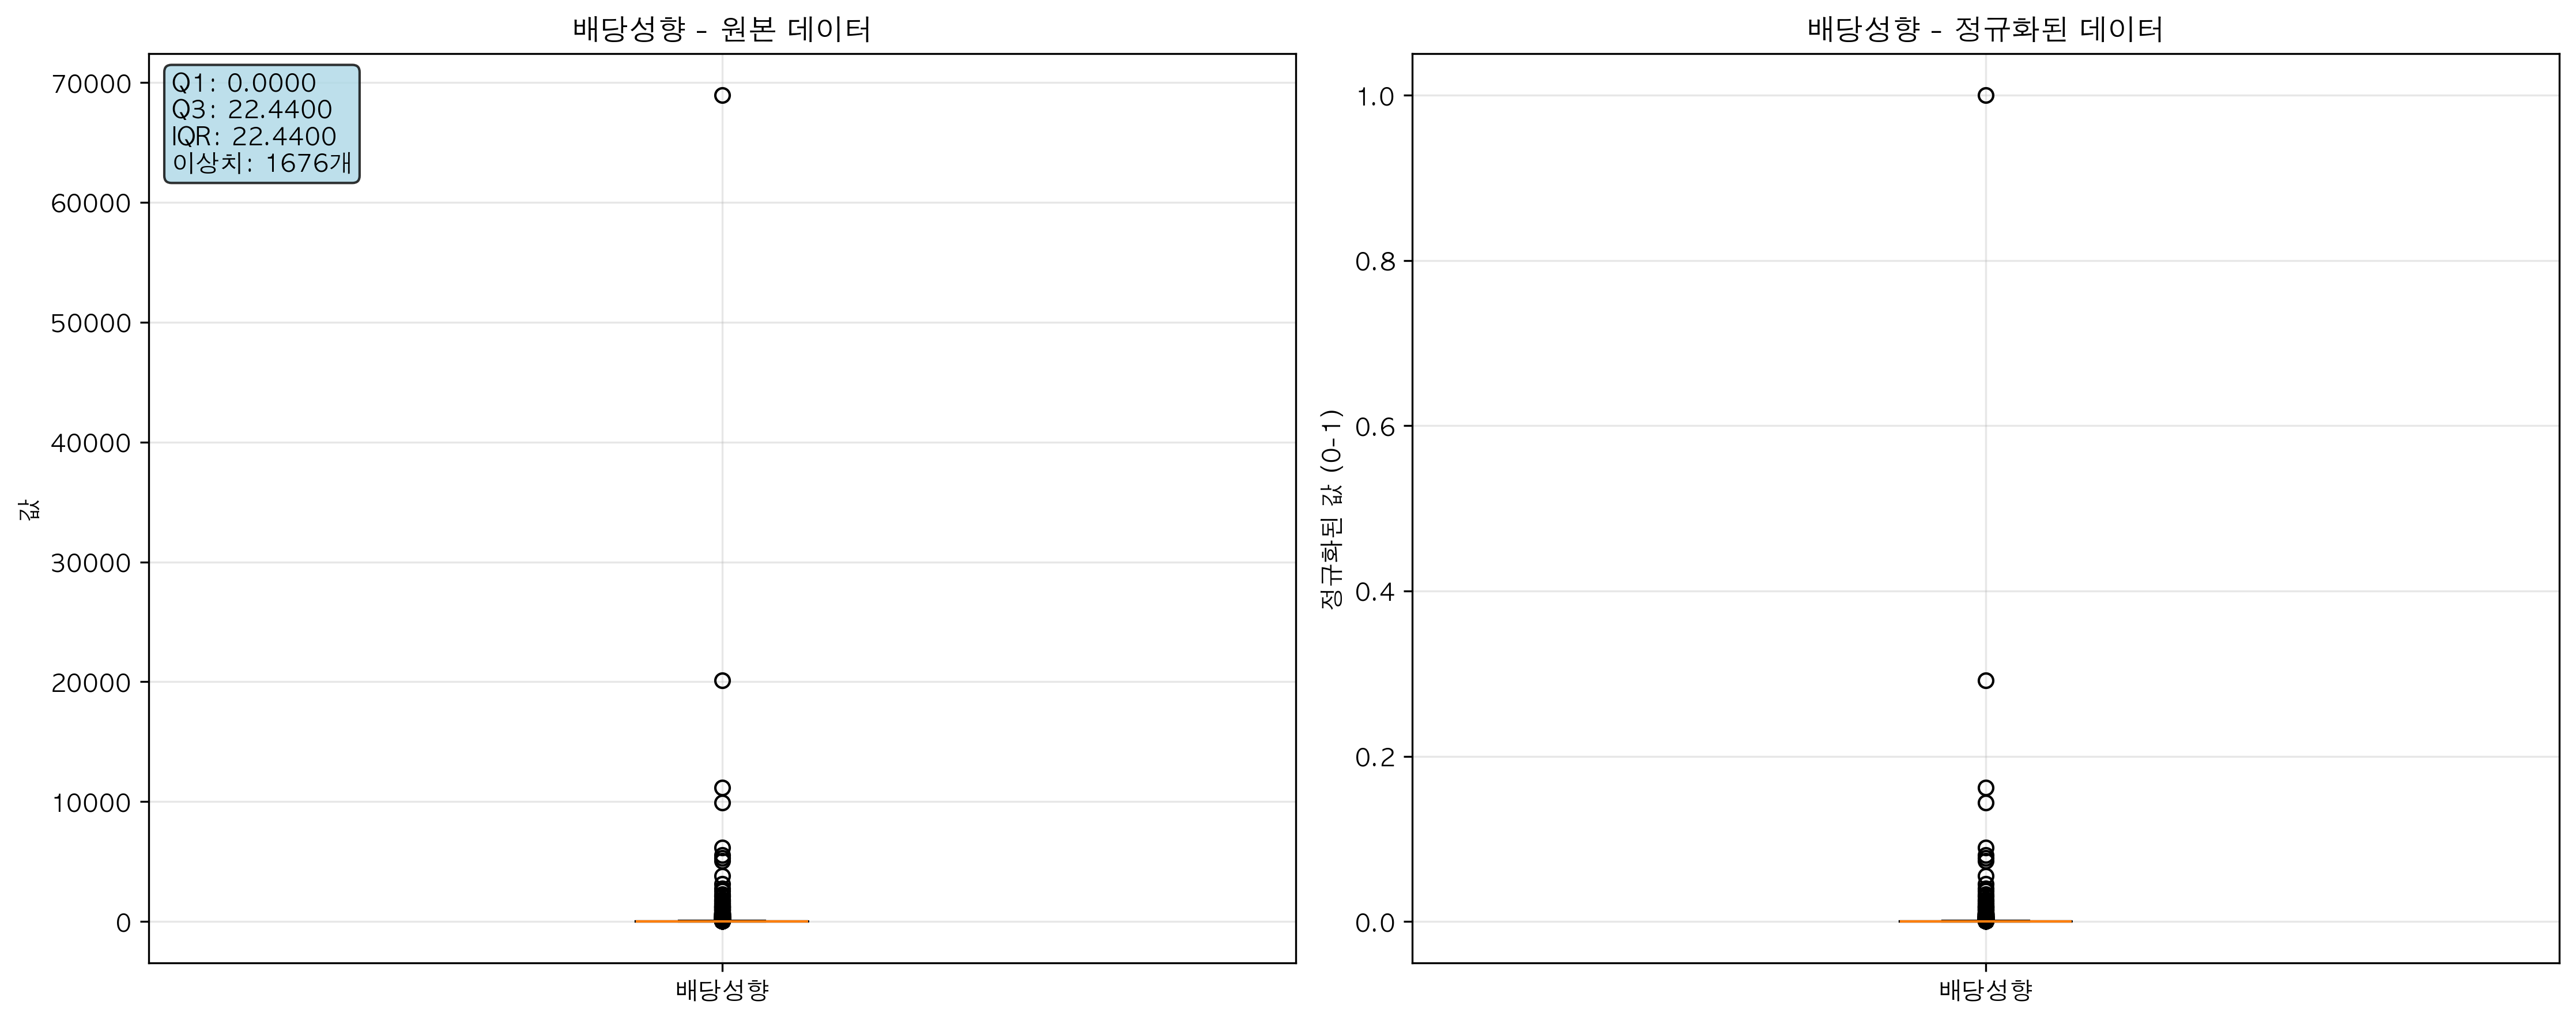 배당성향 - 원본 데이터
Q1: 0.0000
Q3: 22.4400
IQR: 22.4400
이상치: 1676개
70000
60000
50000
40000
30000
20000
10000
0
값
배당성향
배당성향 - 정규화된 데이터
1.0
0.8
0.6
0.4
0.2
0.0
정규화된 값 (0-1)
배당성향